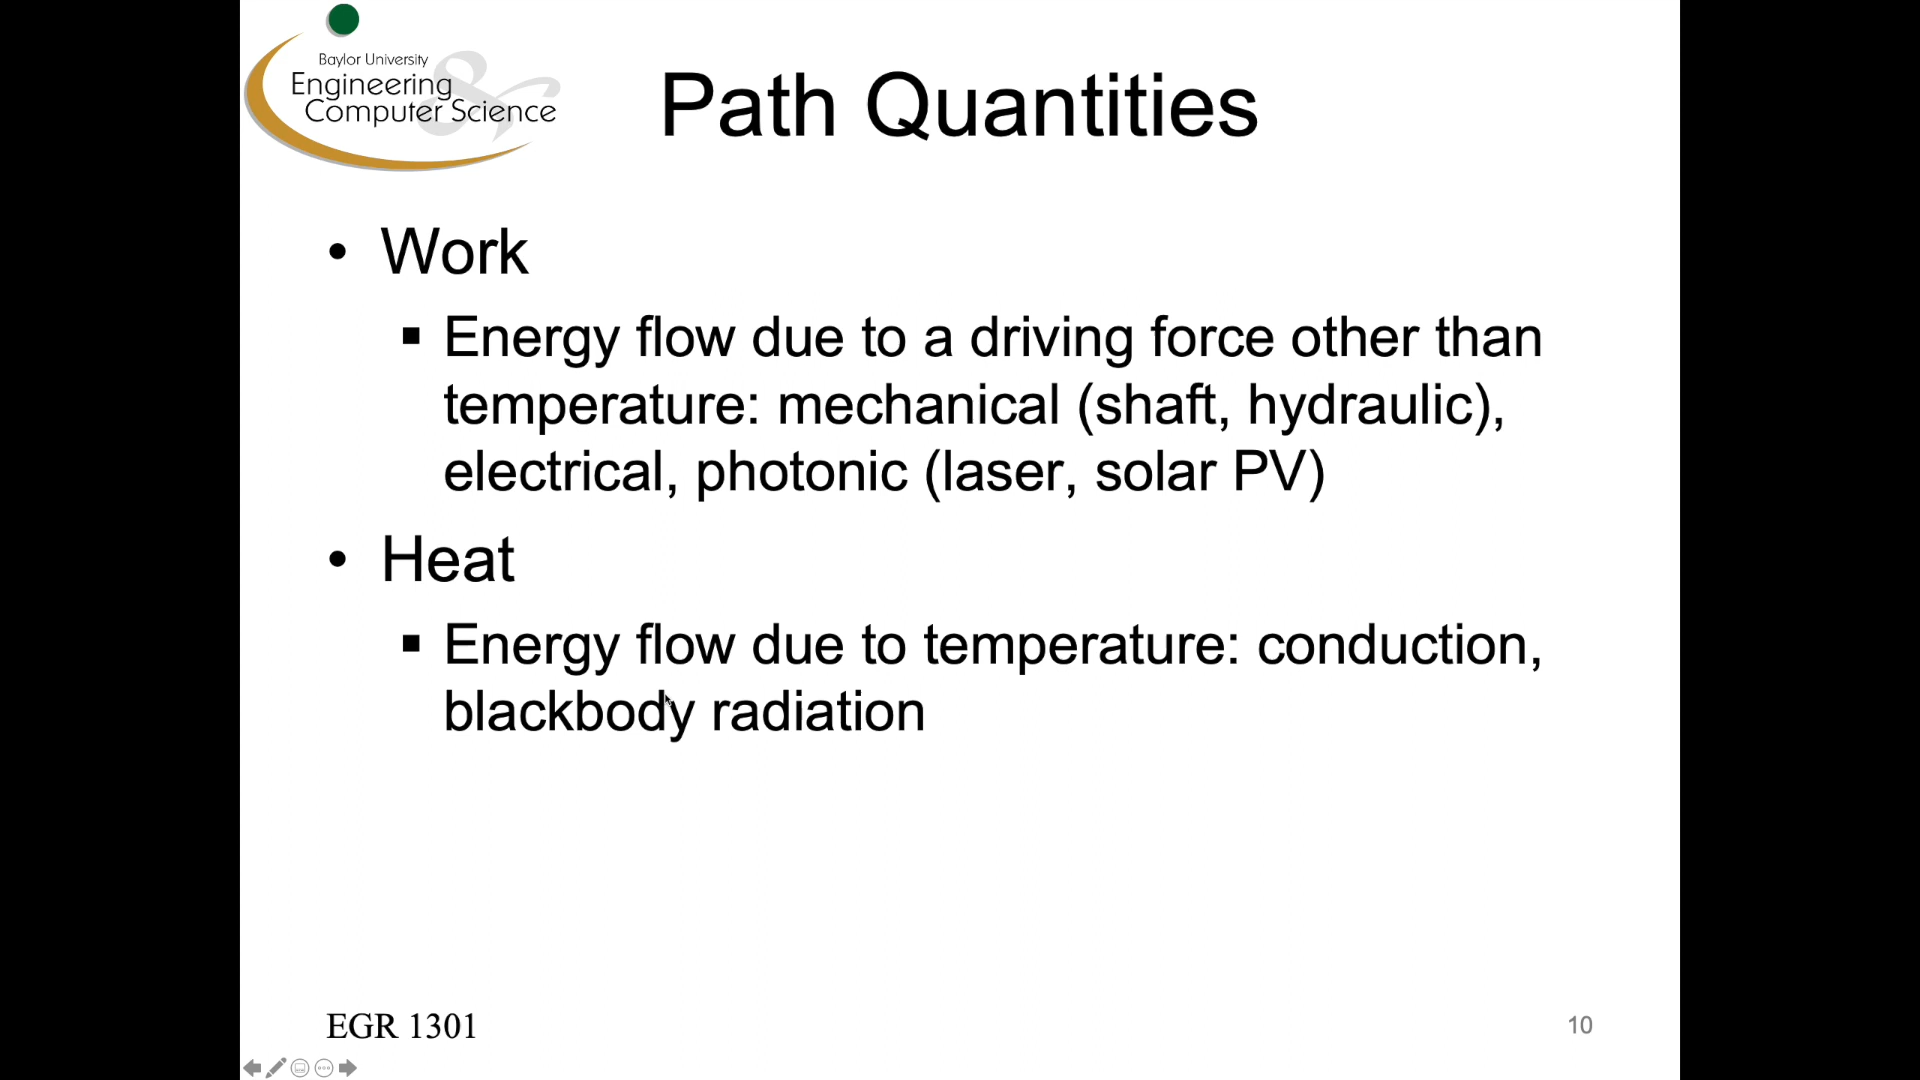 Baylor University
Engineering
Computer Science
&
Path Quantities
• Work
▪ Energy flow due to a driving force other than
temperature: mechanical (shaft, hydraulic),
electrical, photonic (laser, solar PV)
• Heat
▪ Energy flow due to temperature: conduction,
blackbody radiation
EGR 1301
10